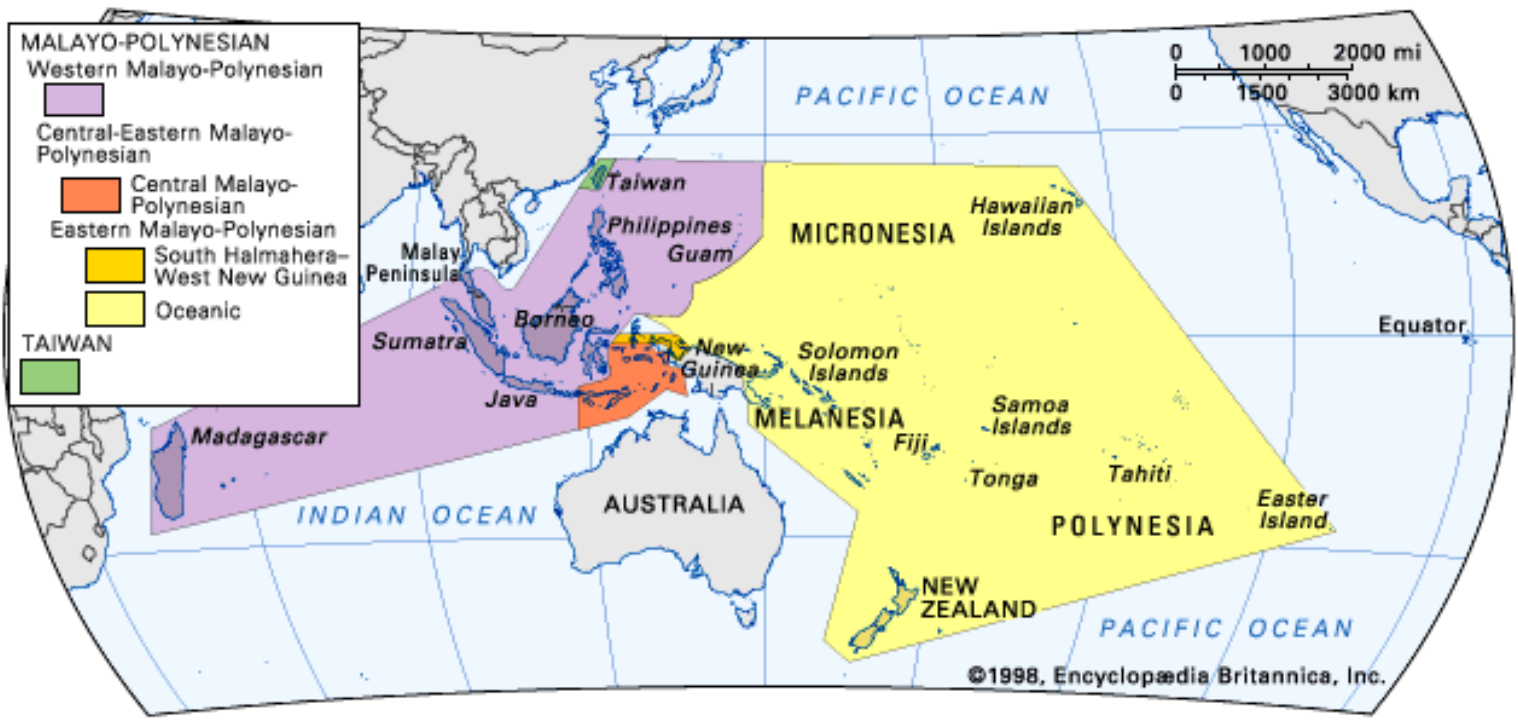 MALAYO-POLYNESIAN
Western Malayo-Polynesian
Central-Eastern Malayo-
Polynesian
Central Malayo-
Polynesian
Eastern Malayo-Polynesian
South Halmahera–
West New Guinea
Oceanic
TAIWAN
0 1000 2000 mi
0 1500 3000 km
PACIFIC OCEAN
Taiwan
Philippines
Guam
Malay
Peninsula
MICRONESIA
Hawaiian
Islands
Equator
Sumatra
Borneo
Java
New
Guinea
Solomon
Islands
MELANESIA
Samoa
Islands
Fiji
Tonga
Tahiti
Easter
Island
POLYNESIA
Madagascar
INDIAN OCEAN
AUSTRALIA
NEW
ZEALAND
PACIFIC OCEAN
©1998, Encyclopædia Britannica, Inc.